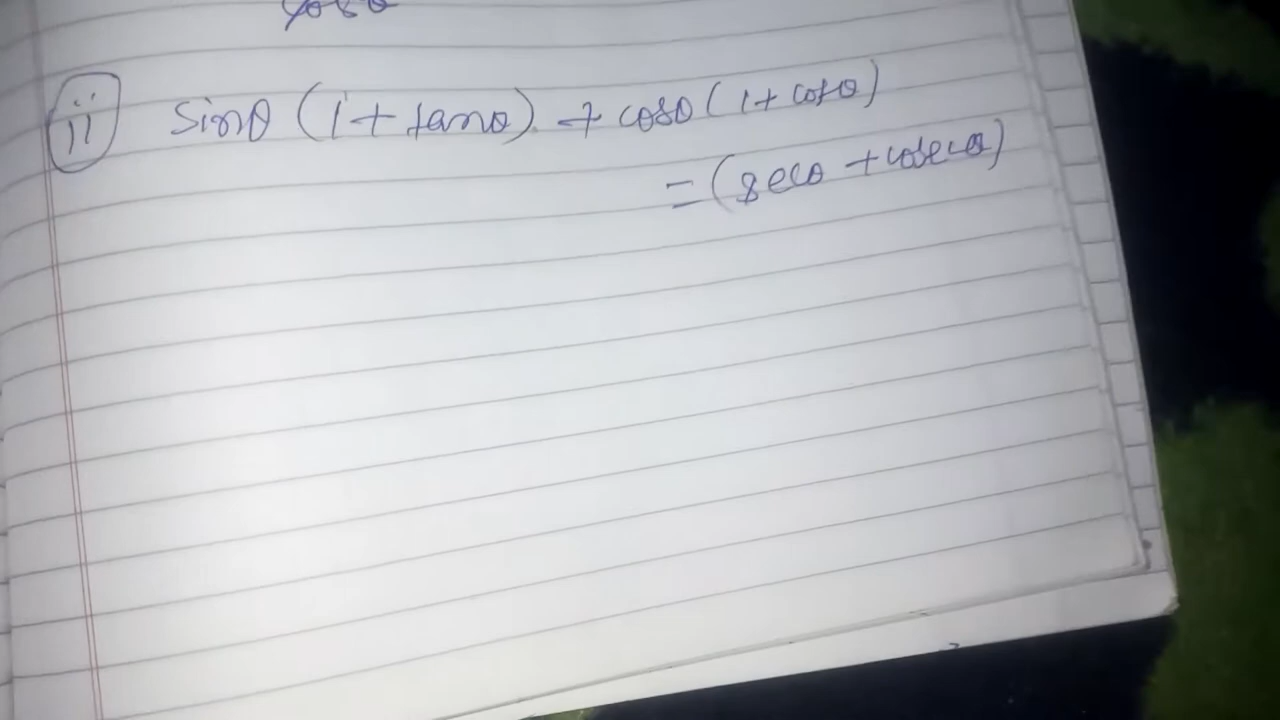 ii sinθ (1 + tanθ) + cosθ (1 + cotθ)
= (secθ + cosecθ)